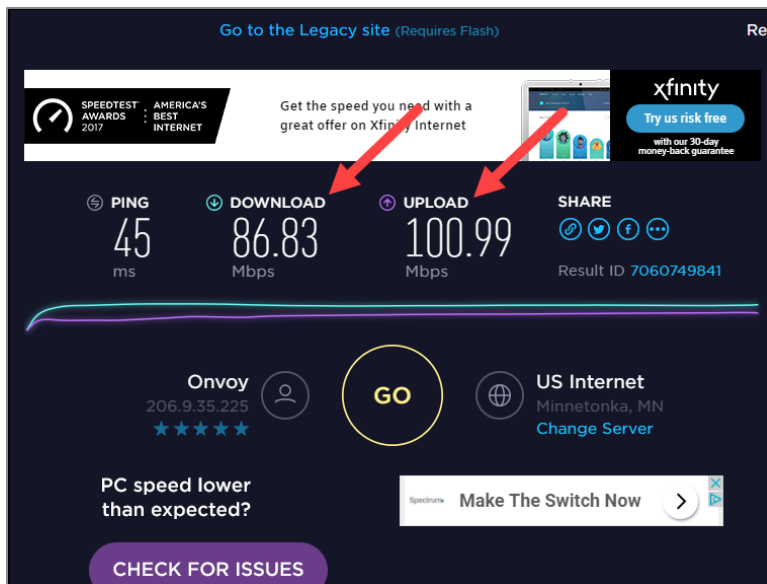 Go to the Legacy site (Requires Flash)
Re
SPEEDTEST AWARDS 2017
AMERICA'S BEST INTERNET
Get the speed you need with a
great offer on Xfinity Internet
xfinity
Try us risk free
with our 30-day
money-back guarantee
PING
45
ms
DOWNLOAD
86.83
Mbps
UPLOAD
100.99
Mbps
SHARE
Result ID 7060749841
Onvoy
206.9.35.225
GO
US Internet
Minnetonka, MN
Change Server
PC speed lower
than expected?
Spectrum
Make The Switch Now
CHECK FOR ISSUES